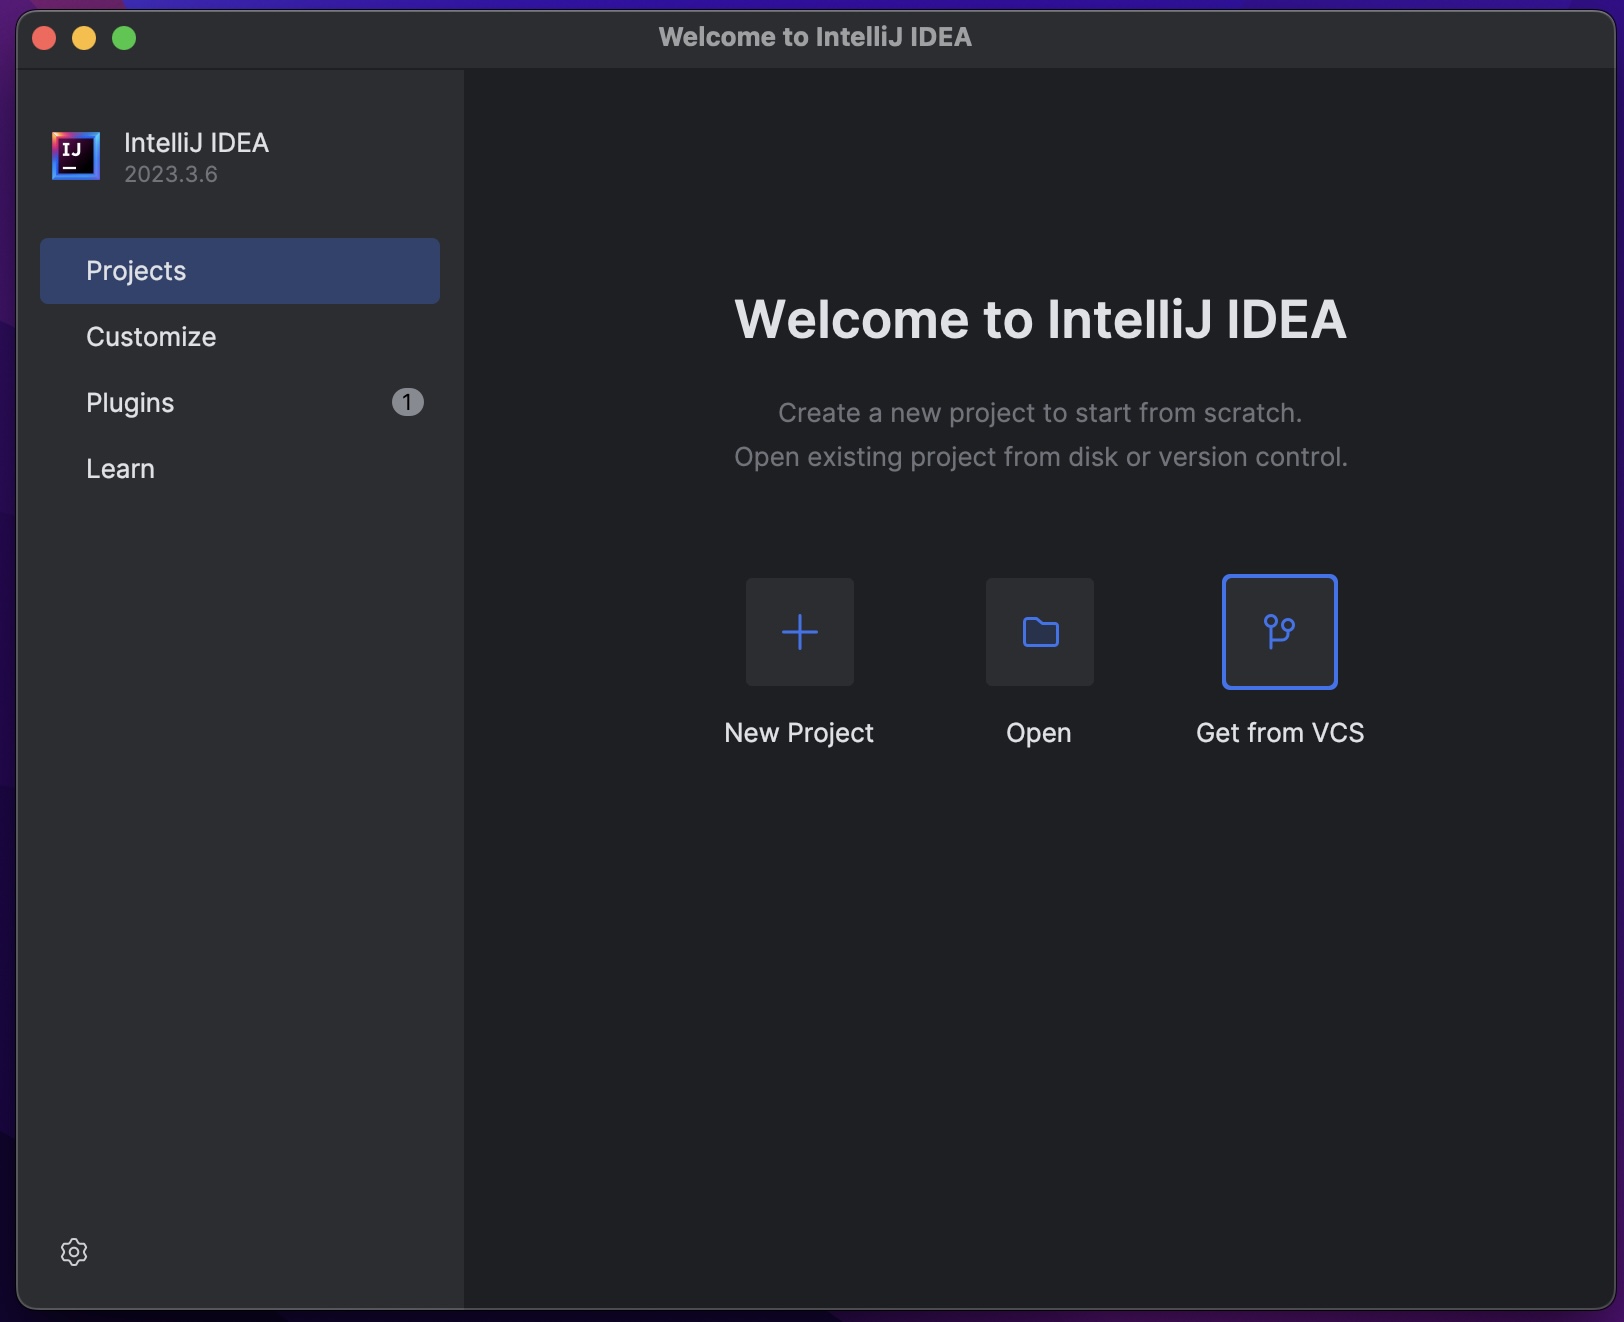 Welcome to IntelliJ IDEA
IJ
IntelliJ IDEA
2023.3.6
Projects
Customize
Plugins 1
Learn
Welcome to IntelliJ IDEA
Create a new project to start from scratch.
Open existing project from disk or version control.
New Project
Open
Get from VCS